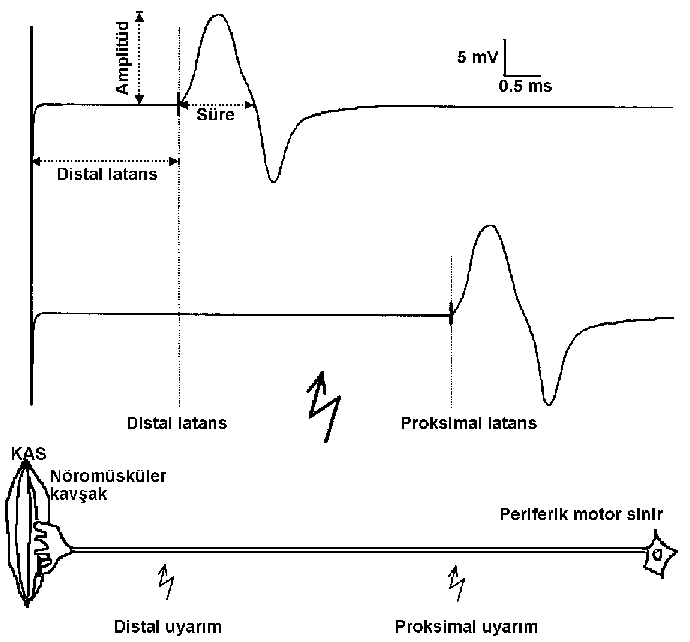 Amplitüd
5 mV
0.5 ms
Süre
Distal latans
Distal latans
Proksimal latans
KAS
Nöromüsküler
kavşak
Periferik motor sinir
Distal uyarım
Proksimal uyarım